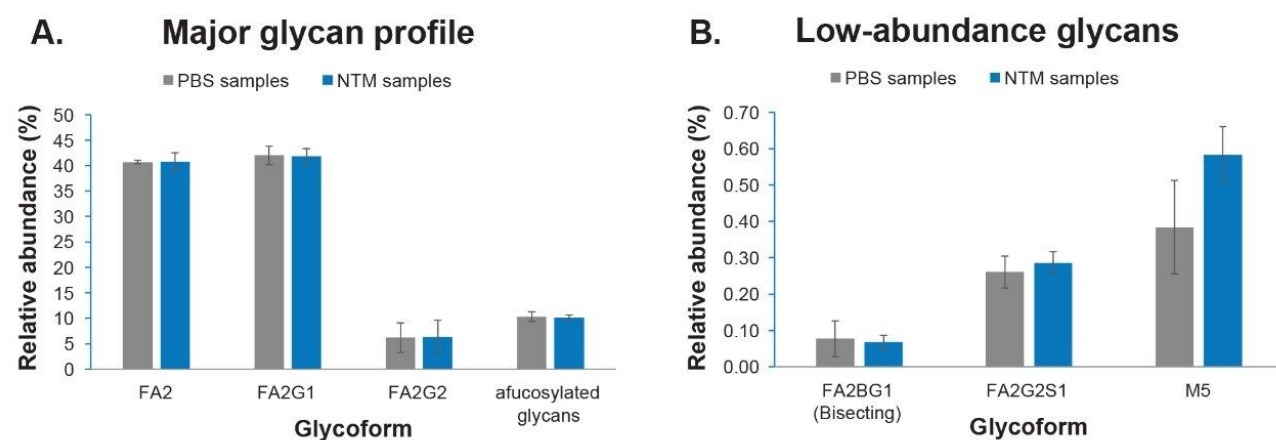 A. Major glycan profile
PBS samples NTM samples
Relative abundance (%)
50
45
40
35
30
25
20
15
10
5
0
FA2 FA2G1 FA2G2 afucosylated
glycans
Glycoform
B. Low-abundance glycans
PBS samples NTM samples
Relative abundance (%)
0.70
0.60
0.50
0.40
0.30
0.20
0.10
0.00
FA2BG1 FA2G2S1 M5
(Bisecting)
Glycoform